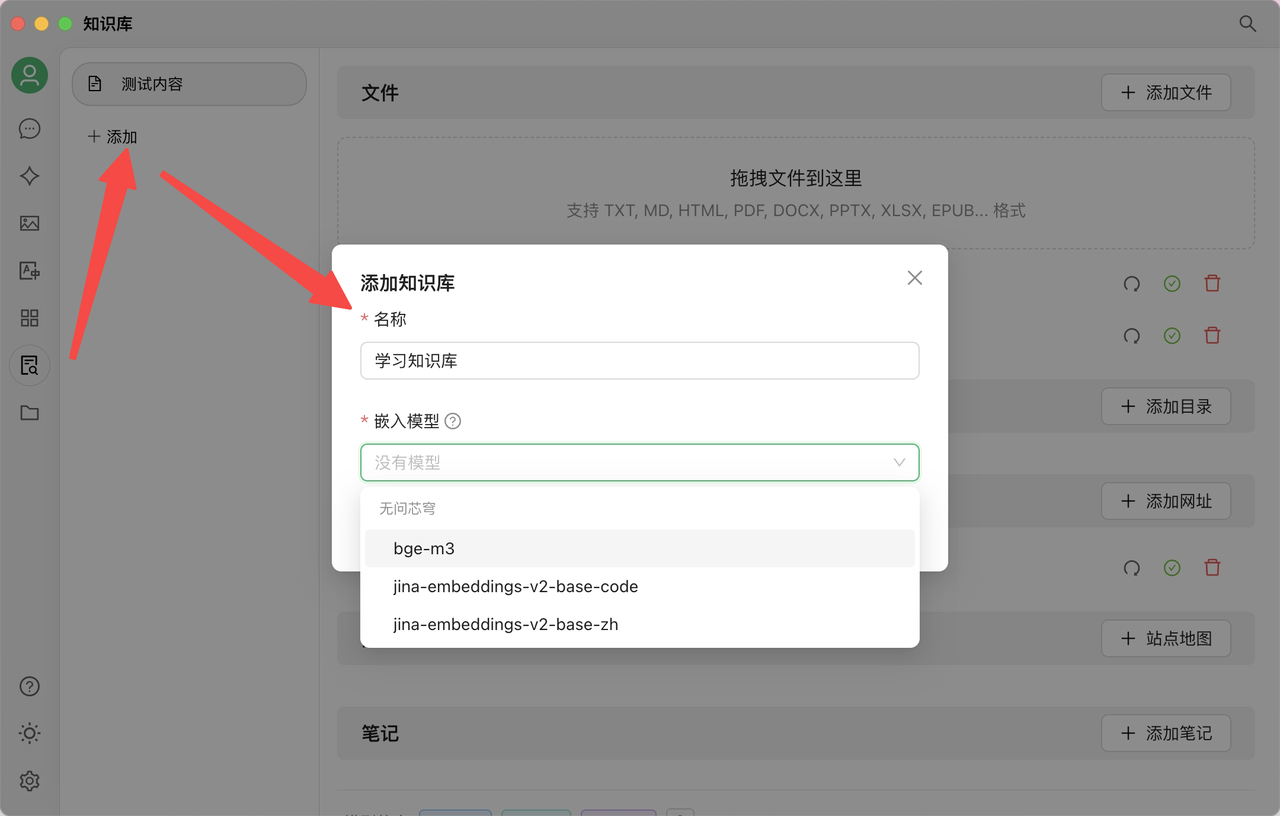 知识库
测试内容
添加
文件
添加文件
拖拽文件到这里
支持 TXT, MD, HTML, PDF, DOCX, PPTX, XLSX, EPUB... 格式
添加知识库
* 名称
学习知识库
* 嵌入模型
没有模型
无问芯穹
bge-m3
jina-embeddings-v2-base-code
jina-embeddings-v2-base-zh
添加目录
添加网址
站点地图
笔记
添加笔记